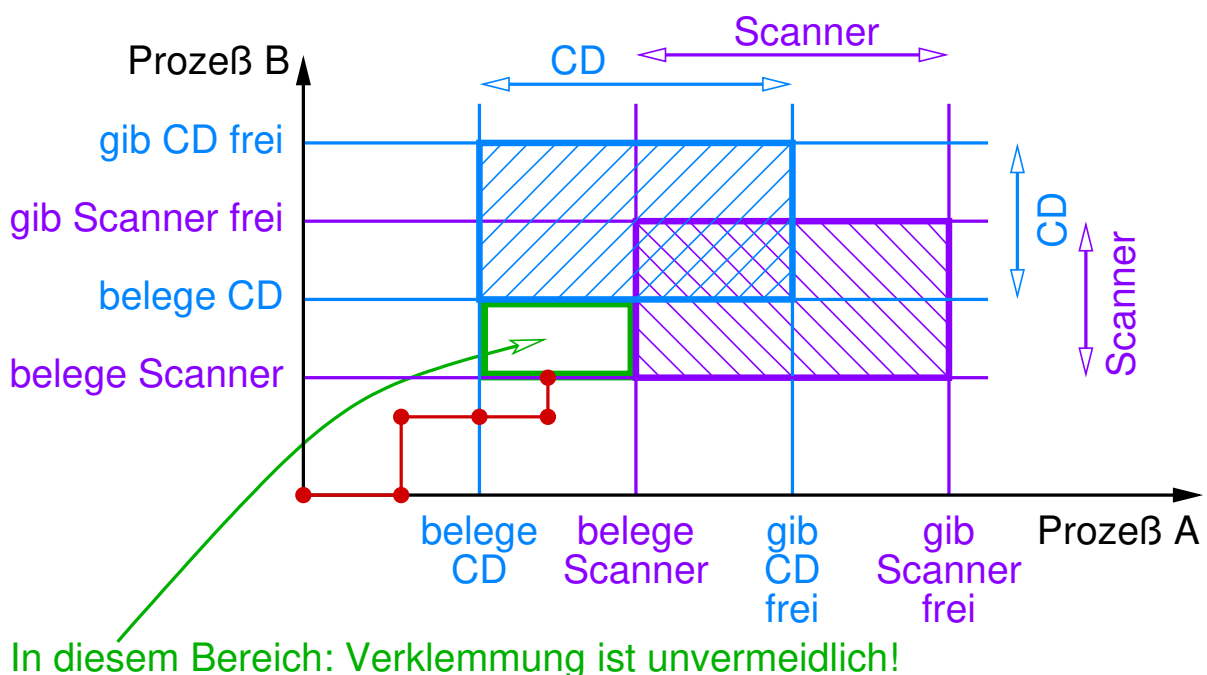 Scanner
Prozeß B
CD
gib CD frei
gib Scanner frei
CD
belege CD
Scanner
belege Scanner
belege
CD
belege
Scanner
gib
CD
frei
gib
Scanner
frei
Prozeß A
In diesem Bereich: Verklemmung ist unvermeidlich!